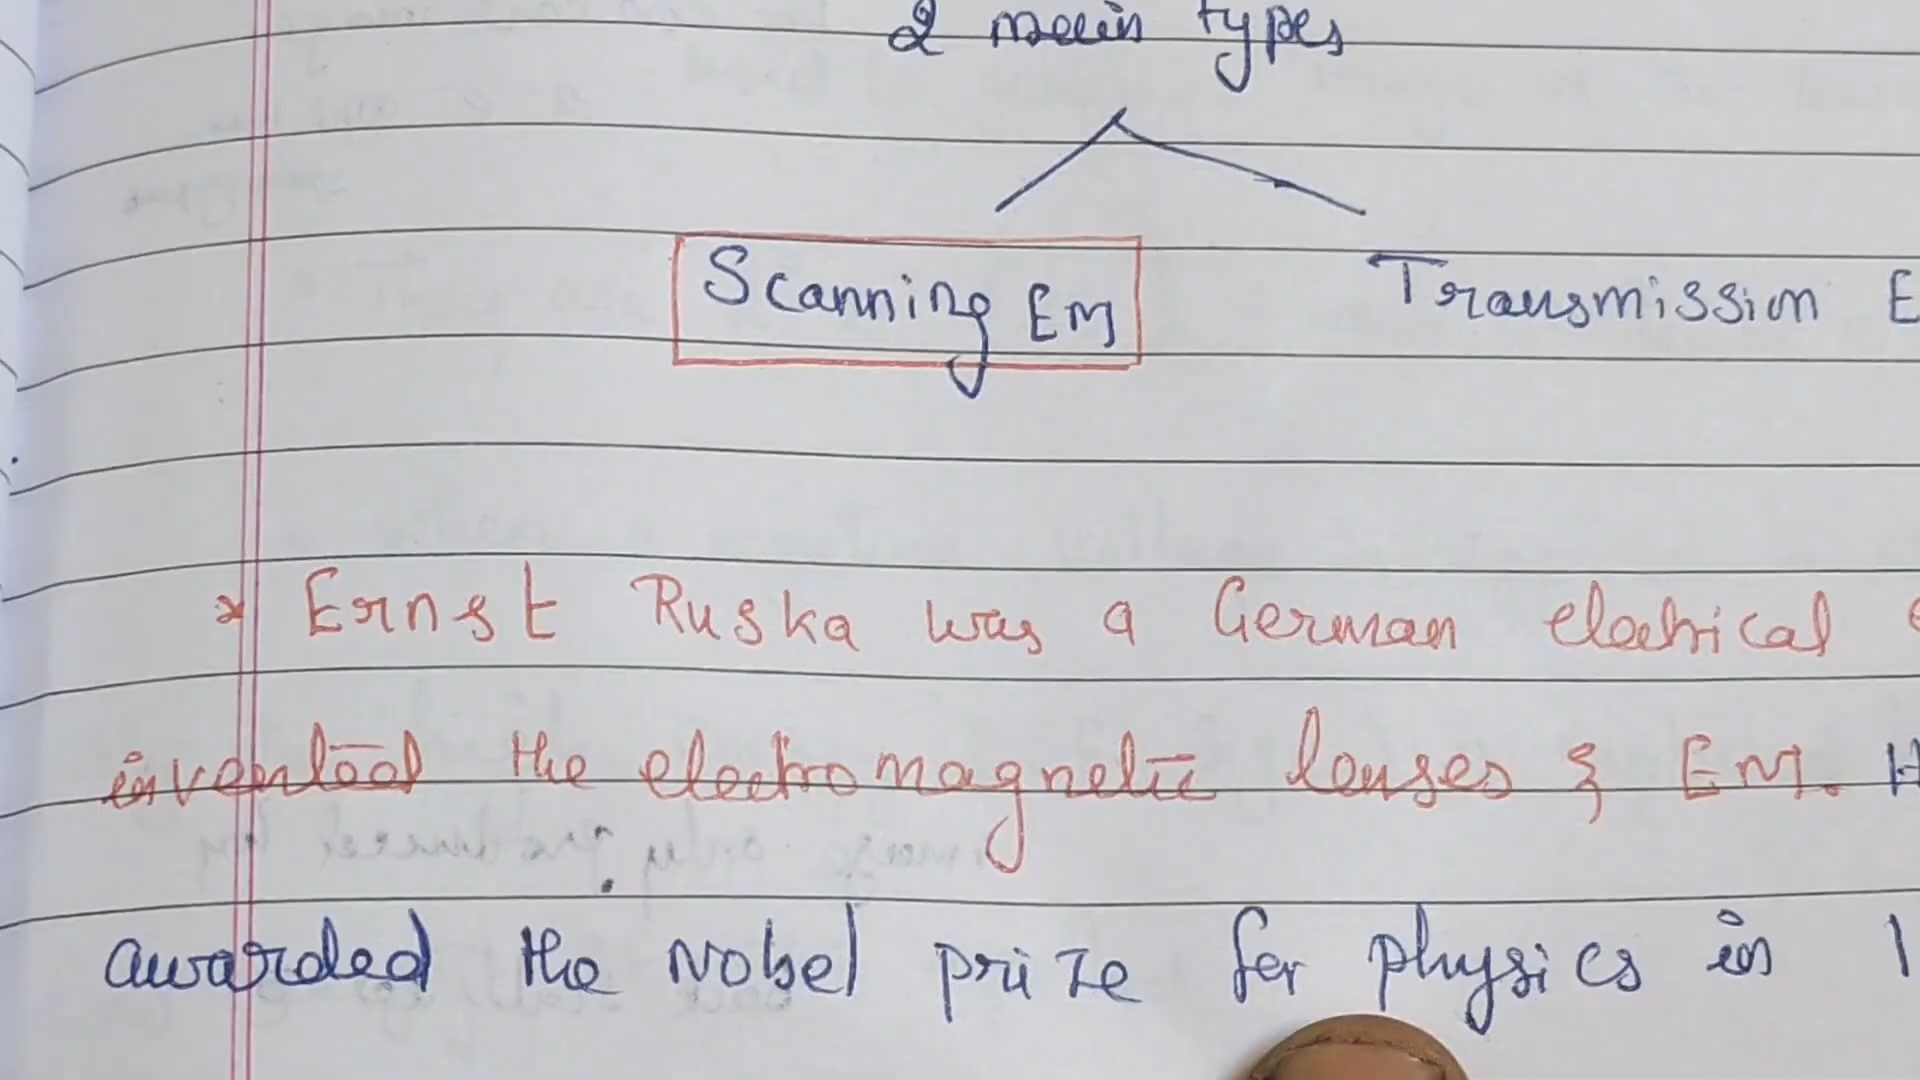 2 main types
Scanning EM Transmission E
* Ernst Ruska was a German electrical
invented the electromagnetic lenses & EM. H
awarded the Nobel prize for physics in 1